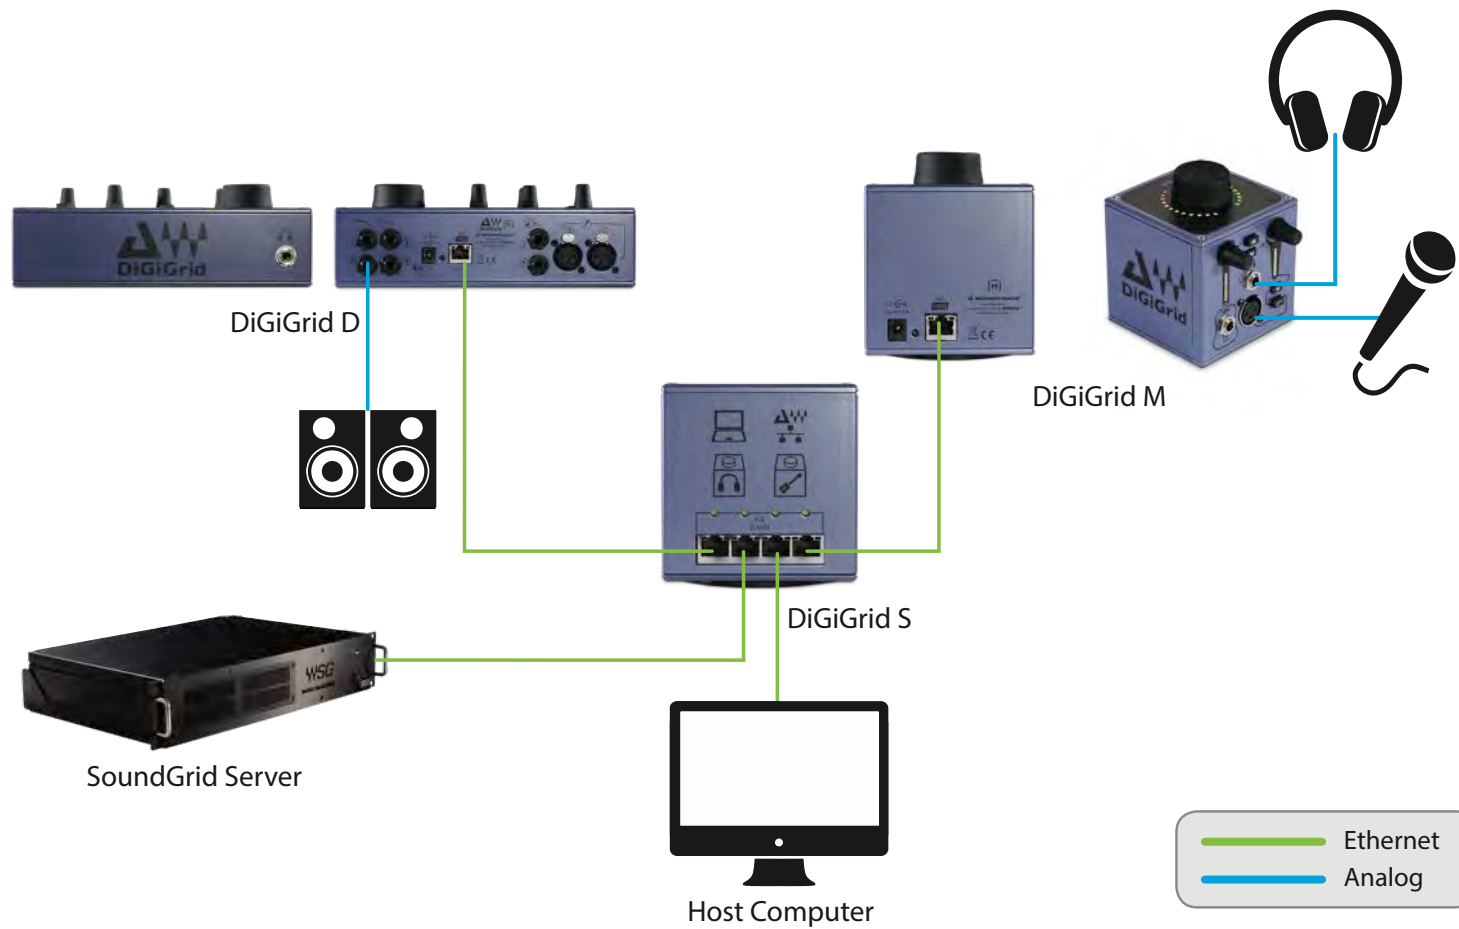 DiGiGrid
DiGiGrid D
DiGiGrid
DiGiGrid M
DiGiGrid S
WSG
SoundGrid Server
Host Computer
Ethernet
Analog